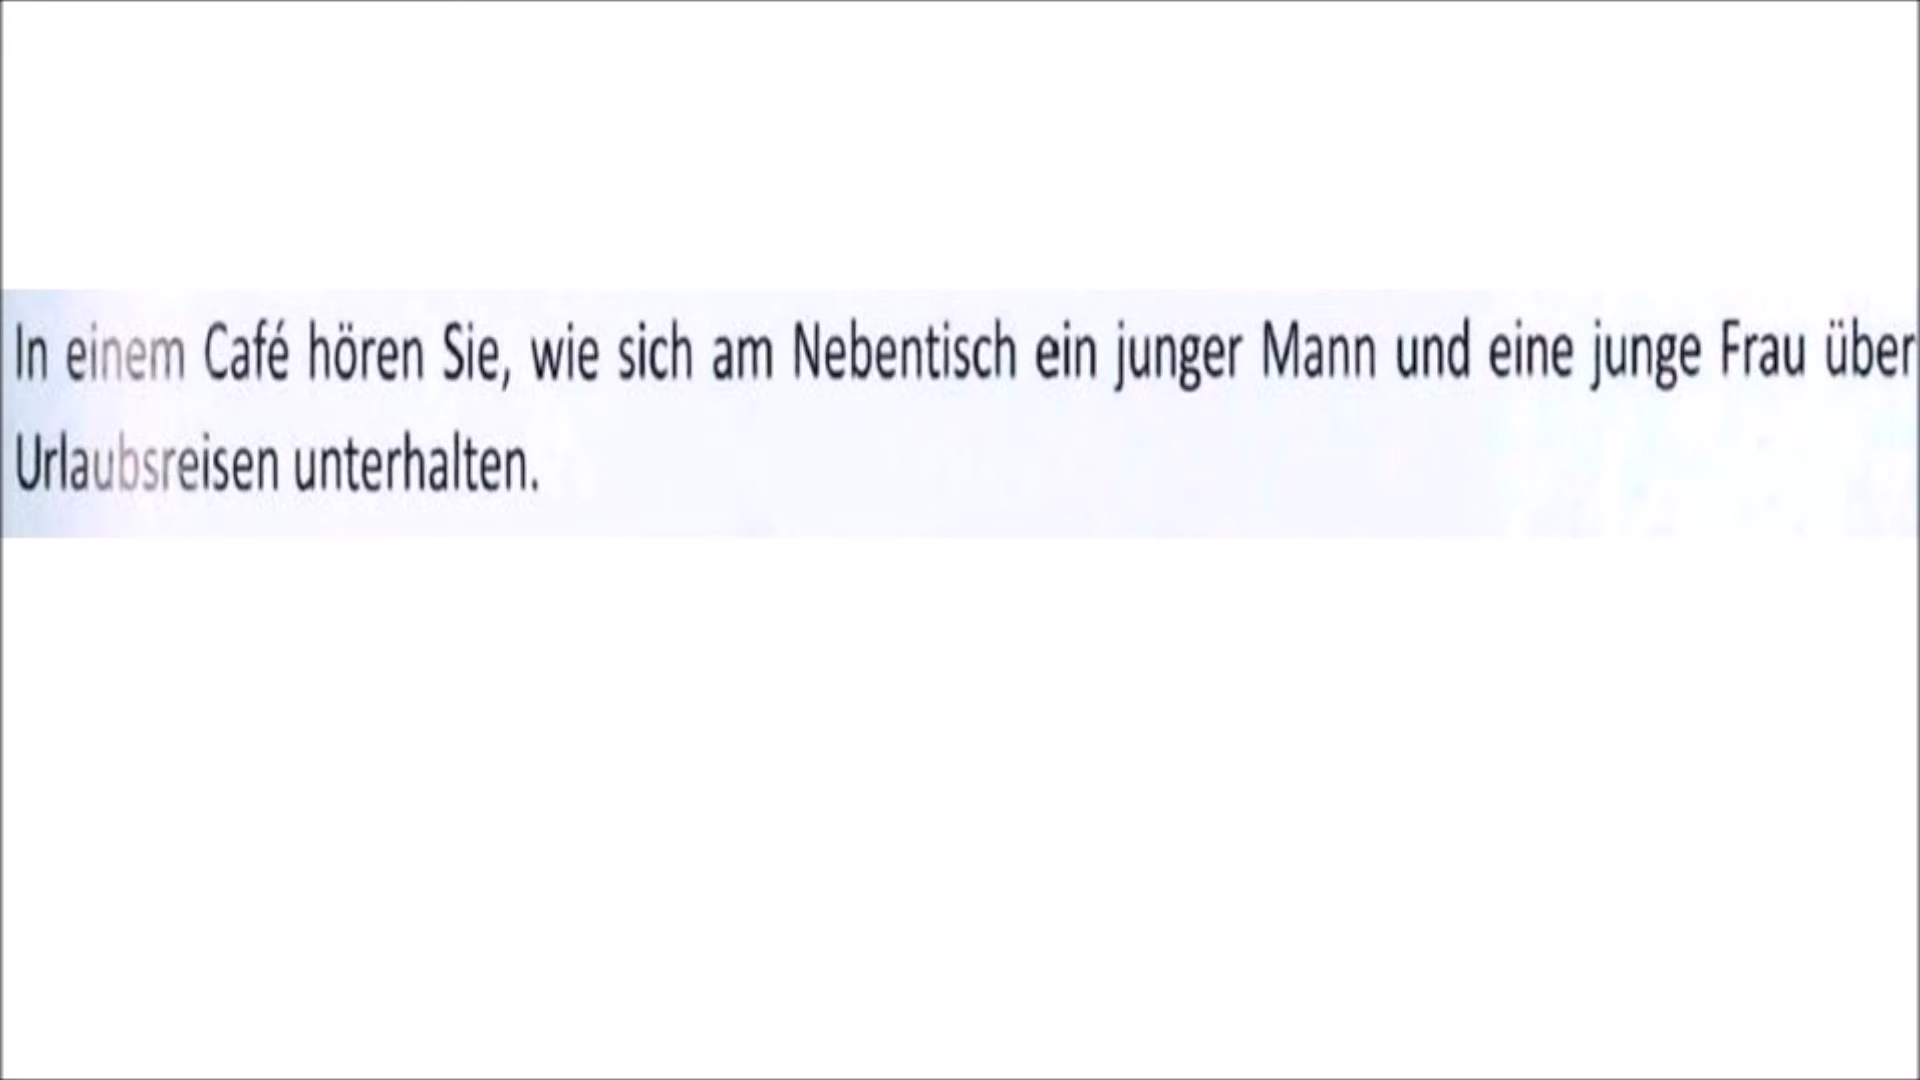 In einem Café hören Sie, wie sich am Nebentisch ein junger Mann und eine junge Frau über
Urlaubsreisen unterhalten.